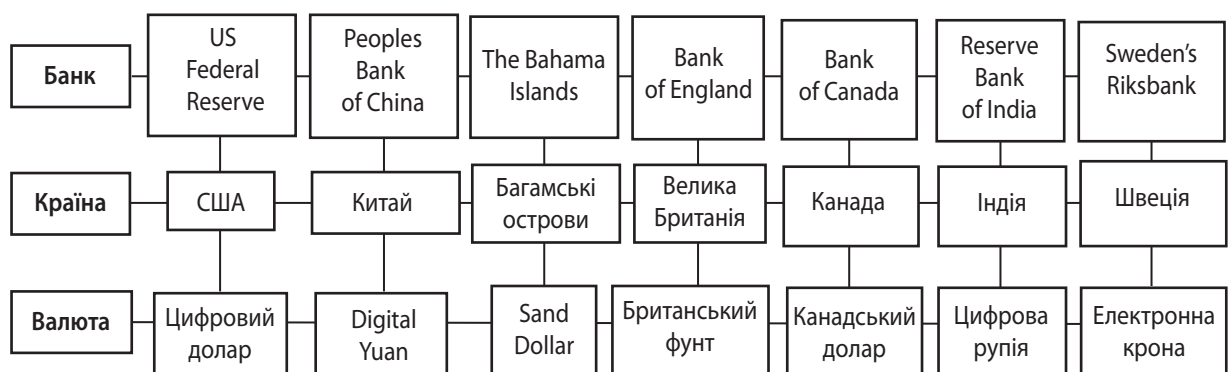 Банк
US
Federal
Reserve
Peoples
Bank
of China
The Bahama
Islands
Bank
of England
Bank
of Canada
Reserve
Bank
of India
Sweden's
Riksbank
Країна
США
Китай
Багамські
острови
Велика
Британія
Канада
Індія
Швеція
Валюта
Цифровий
долар
Digital
Yuan
Sand
Dollar
Британський
фунт
Канадський
долар
Цифрова
рупія
Електронна
крона